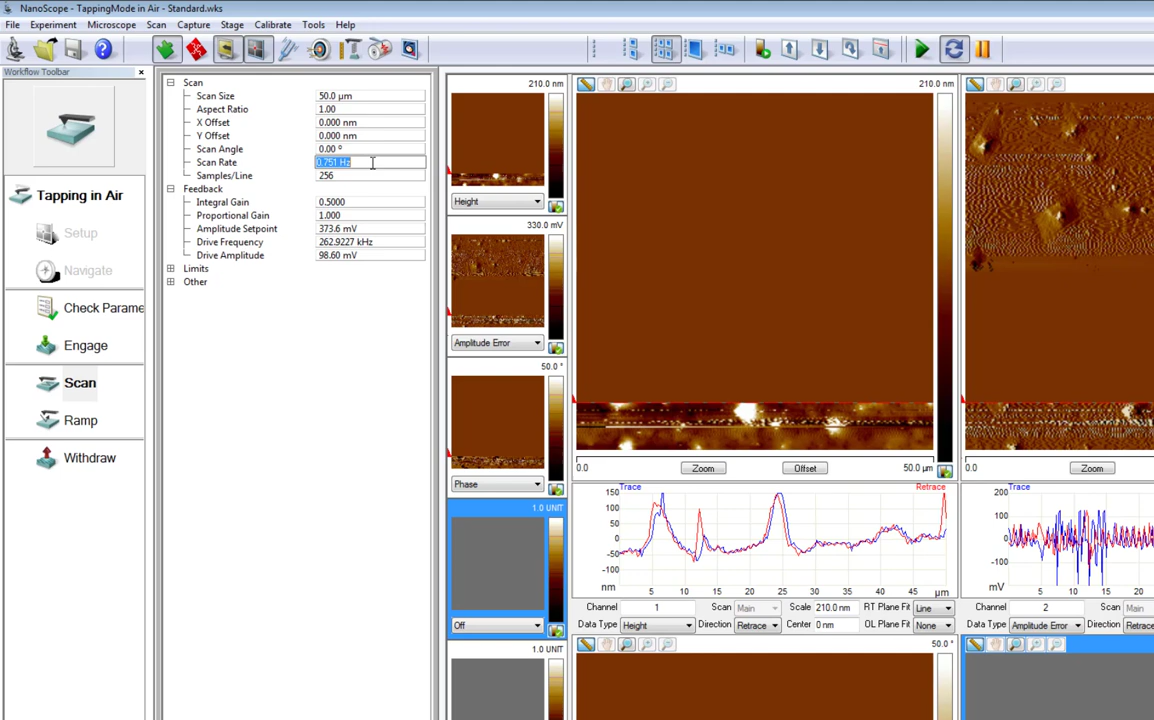 NanoScope - TappingMode in Air - Standard.wks
File Experiment Microscope Scan Capture Stage Calibrate Tools Help
Workflow Toolbar x
Tapping in Air
Setup
Navigate
Check Parame
Engage
Scan
Ramp
Withdraw
Scan
Scan Size 50.0 µm
Aspect Ratio 1.00
X Offset 0.000 nm
Y Offset 0.000 nm
Scan Angle 0.00 º
Scan Rate 0.751 Hz
Samples/Line 256
Feedback
Integral Gain 0.5000
Proportional Gain 1.000
Amplitude Setpoint 373.6 mV
Drive Frequency 262.9227 kHz
Drive Amplitude 98.60 mV
Limits
Other
210.0 nm
Height
330.0 mV
Amplitude Error
50.0 º
Phase
1.0 UNIT
Off
1.0 UNIT
210.0 nm
0.0 Zoom Offset 50.0 µm
Trace Retrace
150
100
50
0
-50
-100
nm 5 10 15 20 25 30 35 40 45 µm
Channel 1 Scan Main Scale 210.0 nm RT Plane Fit Line
Data Type Height Direction Retrace Center 0 nm OL Plane Fit None
50.0 º
0.0 Zoom
Trace
200
100
0
-100
mV 5 10 15 20
Channel 2 Scan Main
Data Type Amplitude Error Direction Retrace